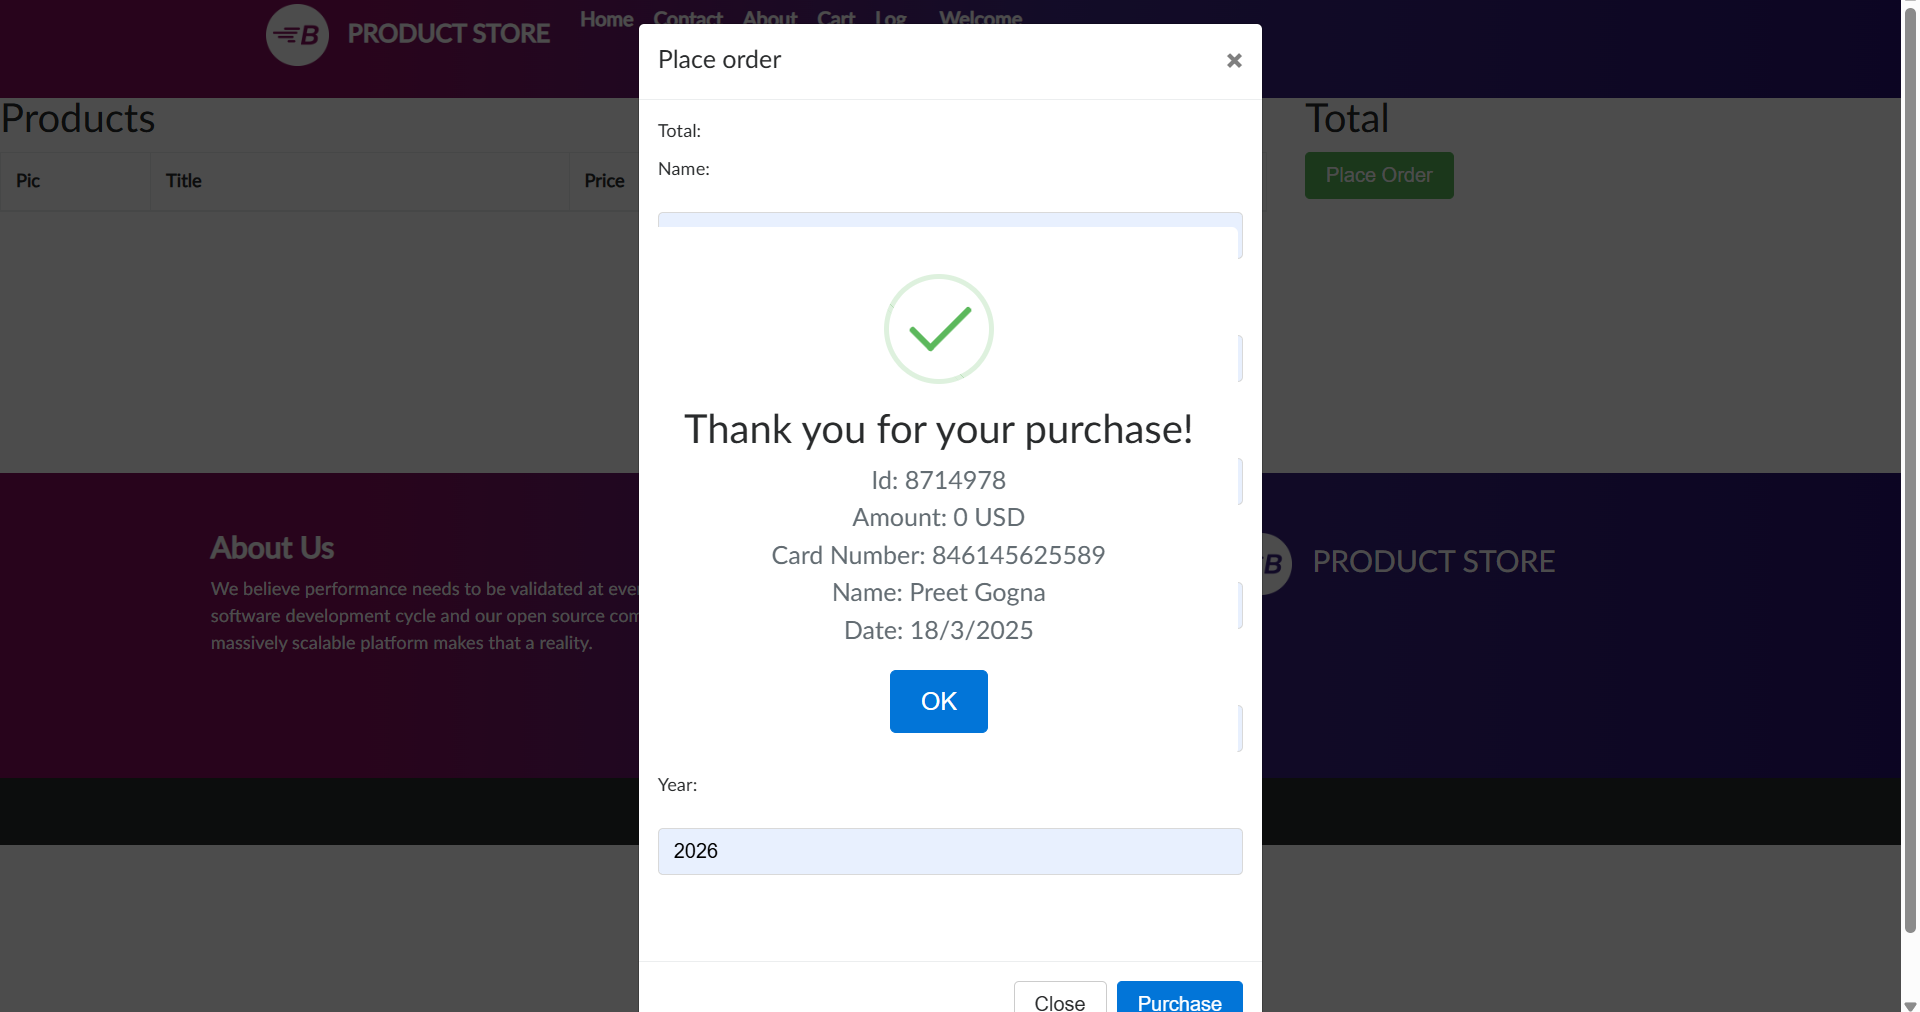 B PRODUCT STORE Home Contact About Cart Log Welcome
Place order ×
Products
Total
Total:
Name:
Pic Title Price
Place Order
Thank you for your purchase!
Id: 8714978
Amount: 0 USD
Card Number: 846145625589
Name: Preet Gogna
Date: 18/3/2025
OK
About Us
We believe performance needs to be validated at eve
software development cycle and our open source com
massively scalable platform makes that a reality.
B PRODUCT STORE
Year:
2026
Close Purchase